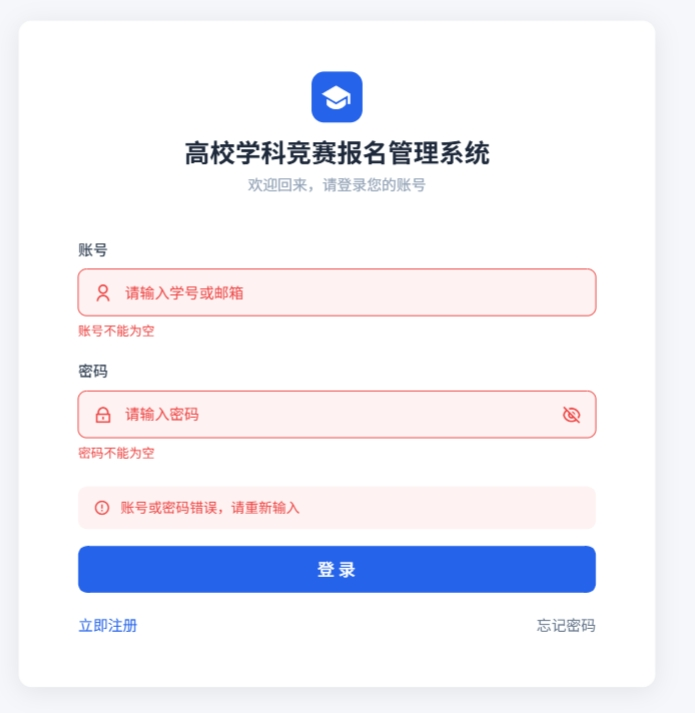 高校学科竞赛报名管理系统
欢迎回来，请登录您的账号
账号
请输入学号或邮箱
账号不能为空
密码
请输入密码
密码不能为空
账号或密码错误，请重新输入
登录
立即注册 忘记密码